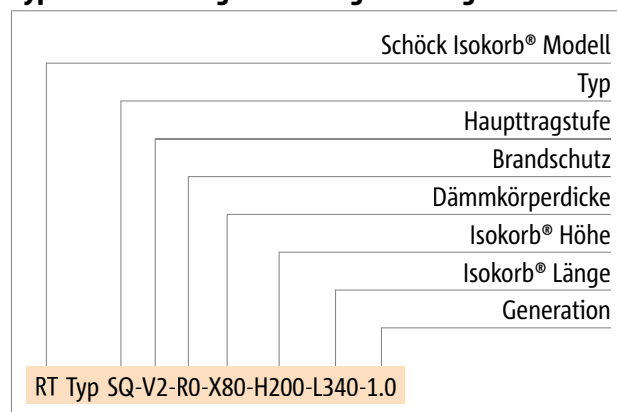 Schöck Isokorb® Modell
Typ
Haupttragstufe
Brandschutz
Dämmkörperdicke
Isokorb® Höhe
Isokorb® Länge
Generation
RT Typ SQ-V2-R0-X80-H200-L340-1.0